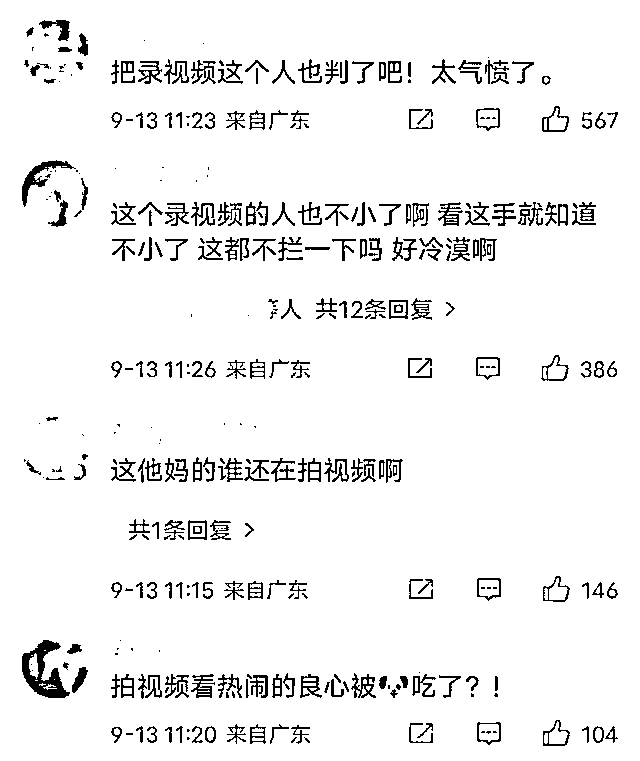 把录视频这个人也判了吧！太气愤了。
9-13 11:23 来自广东
567
这个录视频的人也不小了啊 看这手就知道
不小了 这都不拦一下吗 好冷漠啊
人 共12条回复 >
9-13 11:26 来自广东
386
这他妈的谁还在拍视频啊
共1条回复 >
9-13 11:15 来自广东
146
拍视频看热闹的良心被吃了？！
9-13 11:20 来自广东
104